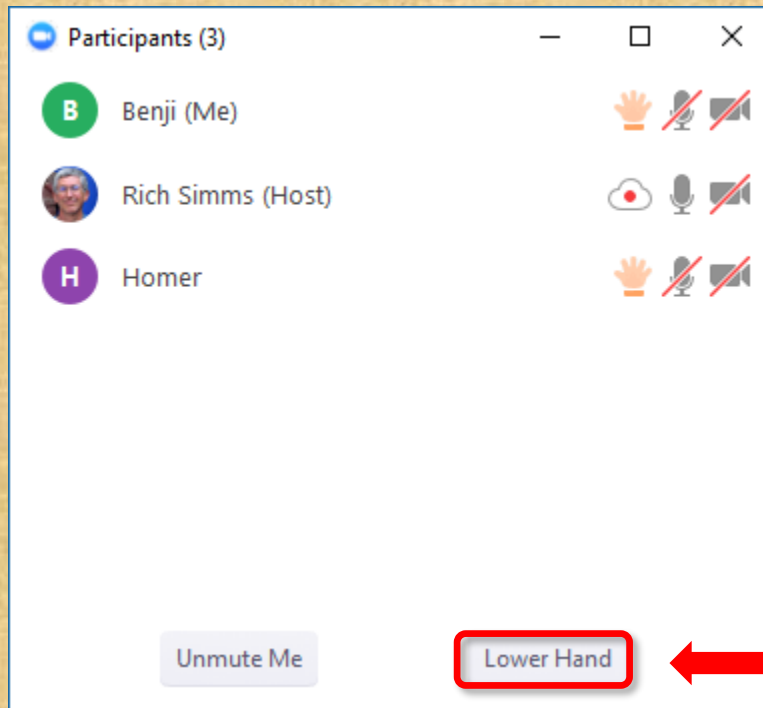 Participants (3)
B Benji (Me)
Rich Simms (Host)
H Homer
Unmute Me Lower Hand